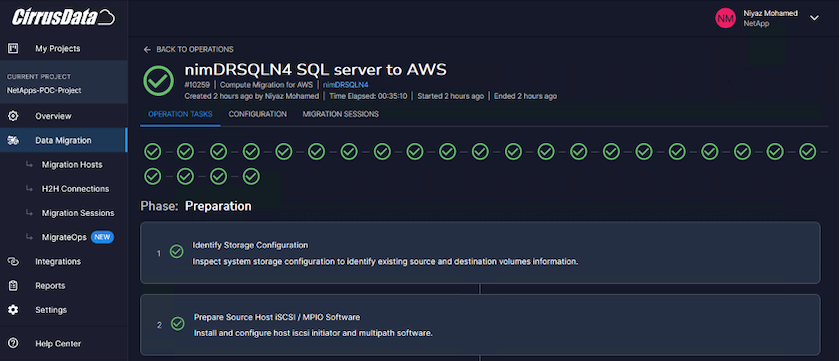 CirrusData
Niyaz Mohamed
NM
NetApp
My Projects
CURRENT PROJECT
NetApps-POC-Project
Overview
Data Migration
Migration Hosts
H2H Connections
Migration Sessions
MigrateOps NEW
Integrations
Reports
Settings
Help Center
BACK TO OPERATIONS
nimDRSQLN4 SQL server to AWS
#10259 | Compute Migration for AWS | nimDRSQLN4
Created 2 hours ago by Niyaz Mohamed | Time Elapsed: 00:35:10 | Started 2 hours ago | Ended 2 hours ago
OPERATION TASKS CONFIGURATION MIGRATION SESSIONS
Phase: Preparation
1 Identify Storage Configuration
Inspect system storage configuration to identify existing source and destination volumes information.
2 Prepare Source Host iSCSI / MPIO Software
Install and configure host iscsi initiator and multipath software.